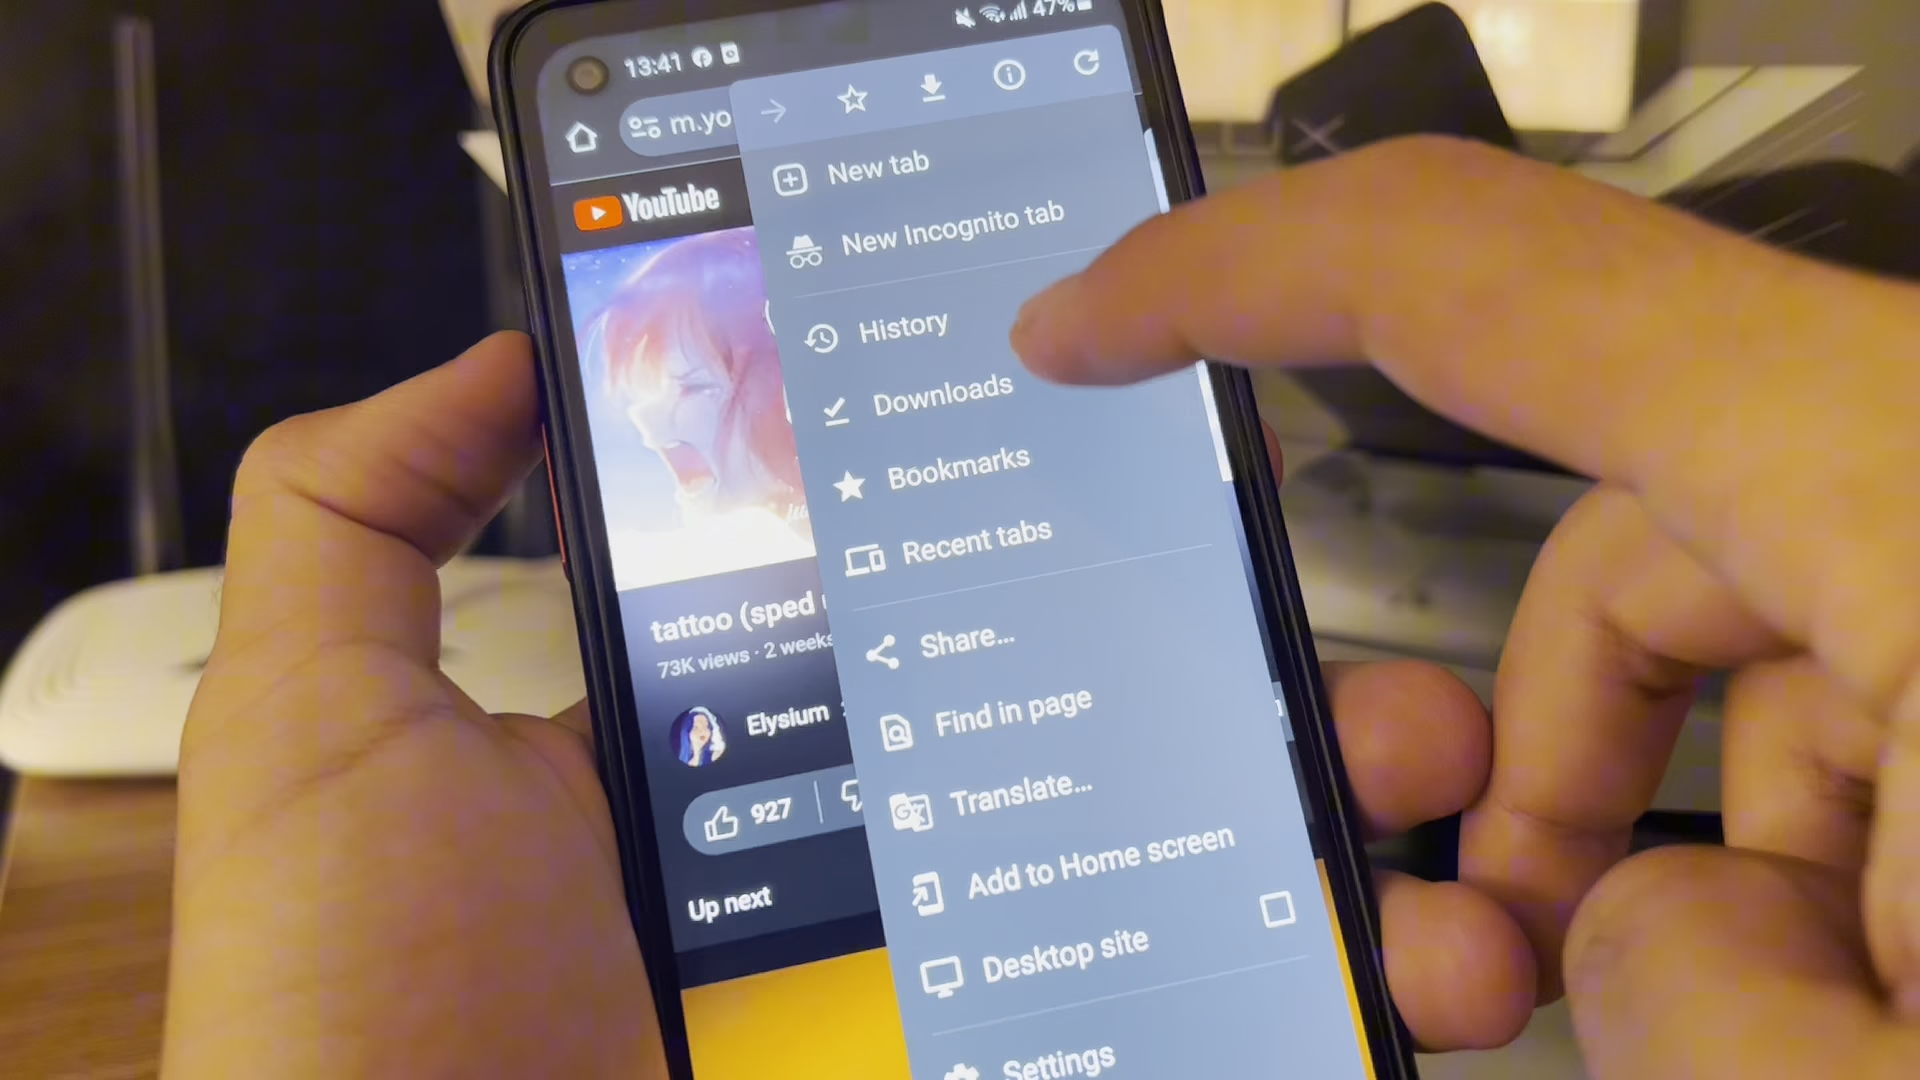 13:41
47%
m.yo
YouTube
New tab
New Incognito tab
History
Downloads
Bookmarks
Recent tabs
tattoo (sped
73K views · 2 weeks
Share...
Elysium
Find in page
927
Translate...
Add to Home screen
Up next
Desktop site
Settings